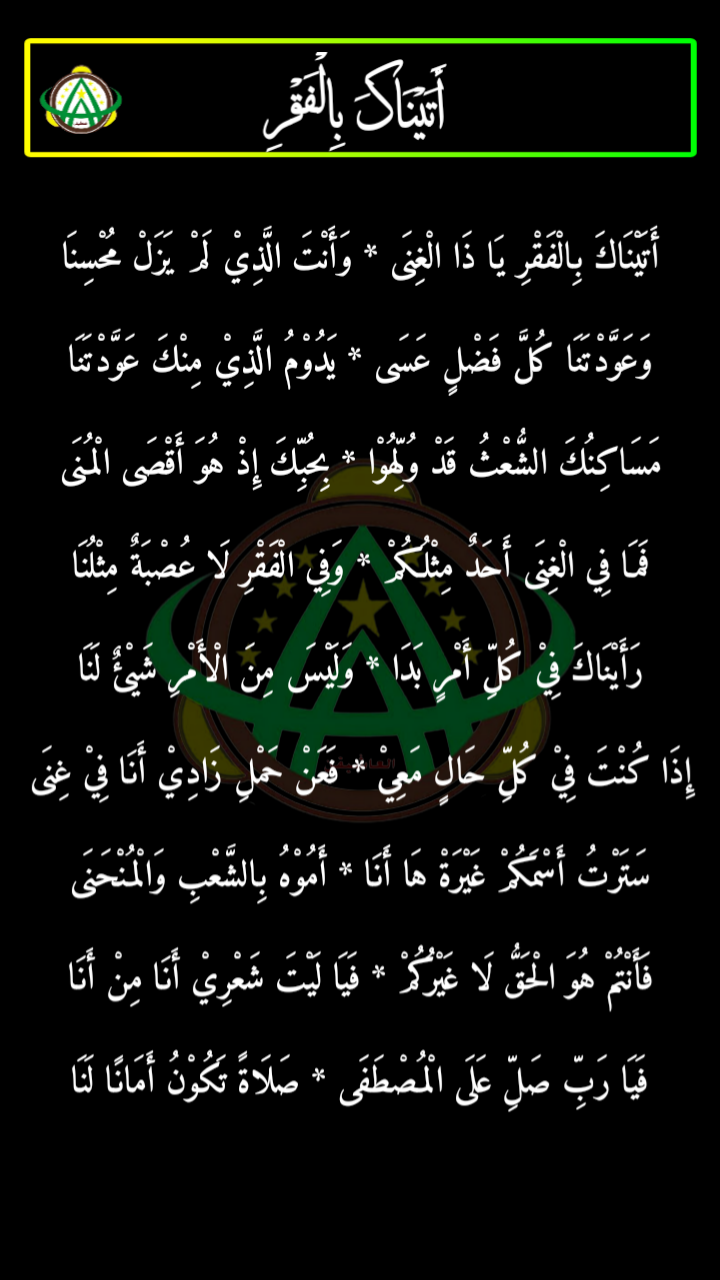 أَتَيْنَاكَ بِالْفَقْرِ
أَتَيْنَاكَ بِالْفَقْرِ يَا ذَا الْغِنَى * وَأَنْتَ الَّذِيْ لَمْ يَزَلْ مُحْسِنَا
وَعَوَّدْتَنَا كُلَّ فَضْلٍ عَسَى * يَدُوْمُ الَّذِيْ مِنْكَ عَوَّدْتَنَا
مَسَاكِنُكَ الشُّعْثُ قَدْ وُلِّهُوْا * بِحُبِّكَ إِذْ هُوَ أَقْصَى الْمُنَى
فَمَا فِي الْغِنَى أَحَدٌ مِثْلُكُمْ * وَفِي الْفَقْرِ لَا عُصْبَةٌ مِثْلُنَا
رَأَيْنَاكَ فِيْ كُلِّ أَمْرٍ بَدَا * وَلَيْسَ مِنَ الْأَمْرِ شَيْئٌ لَنَا
إِذَا كُنْتَ فِيْ كُلِّ حَالٍ مَعِيْ * فَعَنْ حَمْلِ زَادِيْ أَنَا فِيْ غِنَى
سَتَرْتُ أَسْمَكُمْ غَيْرَةْ هَا أَنَا * أَمُوْهُ بِالشَّعْبِ وَالْمُنْحَنَى
فَأَنْتُمْ هُوَ الْحَقُّ لَا غَيْرُكُمْ * فَيَا لَيْتَ شَعْرِيْ أَنَا مِنْ أَنَا
فَيَا رَبِّ صَلِّ عَلَى الْمُصْطَفَى * صَلَاةً تَكُوْنُ أَمَانًا لَنَا